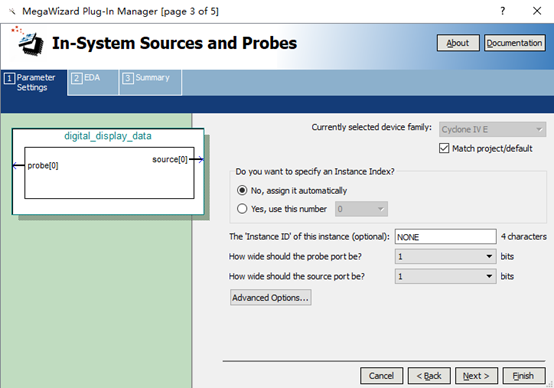 MegaWizard Plug-In Manager [page 3 of 5]
In-System Sources and Probes
About
Documentation
1 Parameter Settings
2 EDA
3 Summary
digital_display_data
probe[0]
source[0]
Currently selected device family:
Cyclone IV E
Match project/default
Do you want to specify an Instance Index?
No, assign it automatically
Yes, use this number
0
The 'Instance ID' of this instance (optional):
NONE
4 characters
How wide should the probe port be?
1
bits
How wide should the source port be?
1
bits
Advanced Options...
Cancel
< Back
Next >
Finish